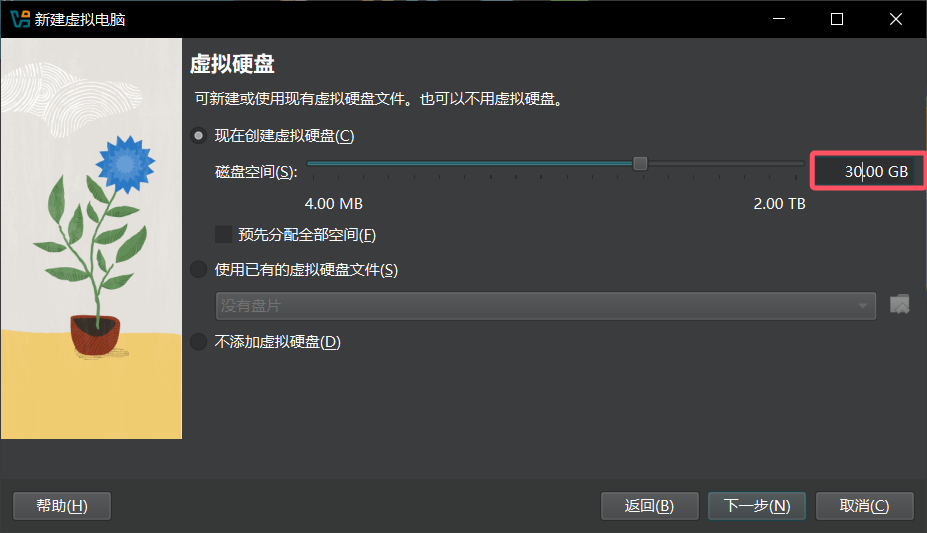 新建虚拟电脑
虚拟硬盘
可新建或使用现有虚拟硬盘文件。也可以不用虚拟硬盘。
现在创建虚拟硬盘(C)
磁盘空间(S):
30.00 GB
4.00 MB
2.00 TB
预先分配全部空间(F)
使用已有的虚拟硬盘文件(S)
没有盘片
不添加虚拟硬盘(D)
帮助(H)
返回(B)
下一步(N)
取消(C)